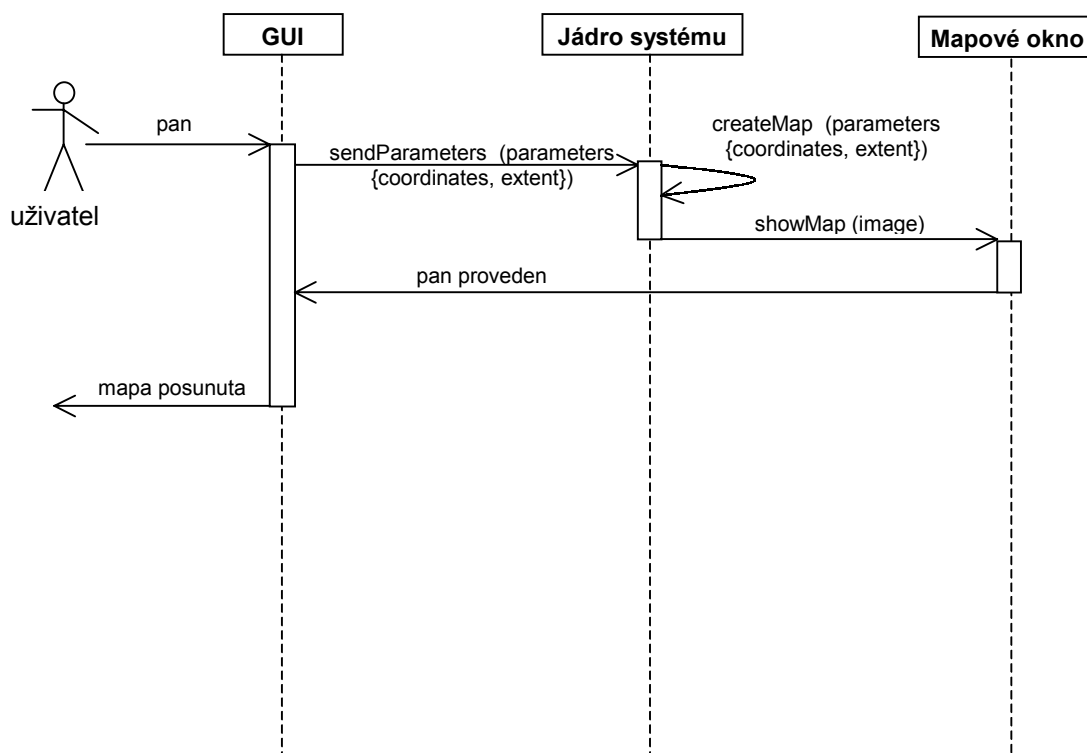 GUI
Jádro systému
Mapové okno
pan
sendParameters (parameters
{coordinates, extent})
createMap (parameters
{coordinates, extent})
uživatel
showMap (image)
pan proveden
mapa posunuta